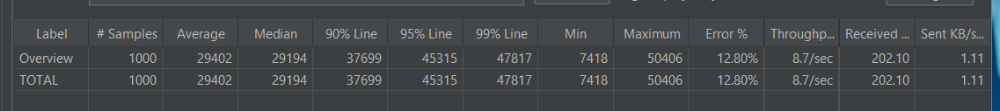 Label # Samples Average Median 90% Line 95% Line 99% Line Min Maximum Error % Throughp... Received ... Sent KB/s...
Overview 1000 29402 29194 37699 45315 47817 7418 50406 12.80% 8.7/sec 202.10 1.11
TOTAL 1000 29402 29194 37699 45315 47817 7418 50406 12.80% 8.7/sec 202.10 1.11